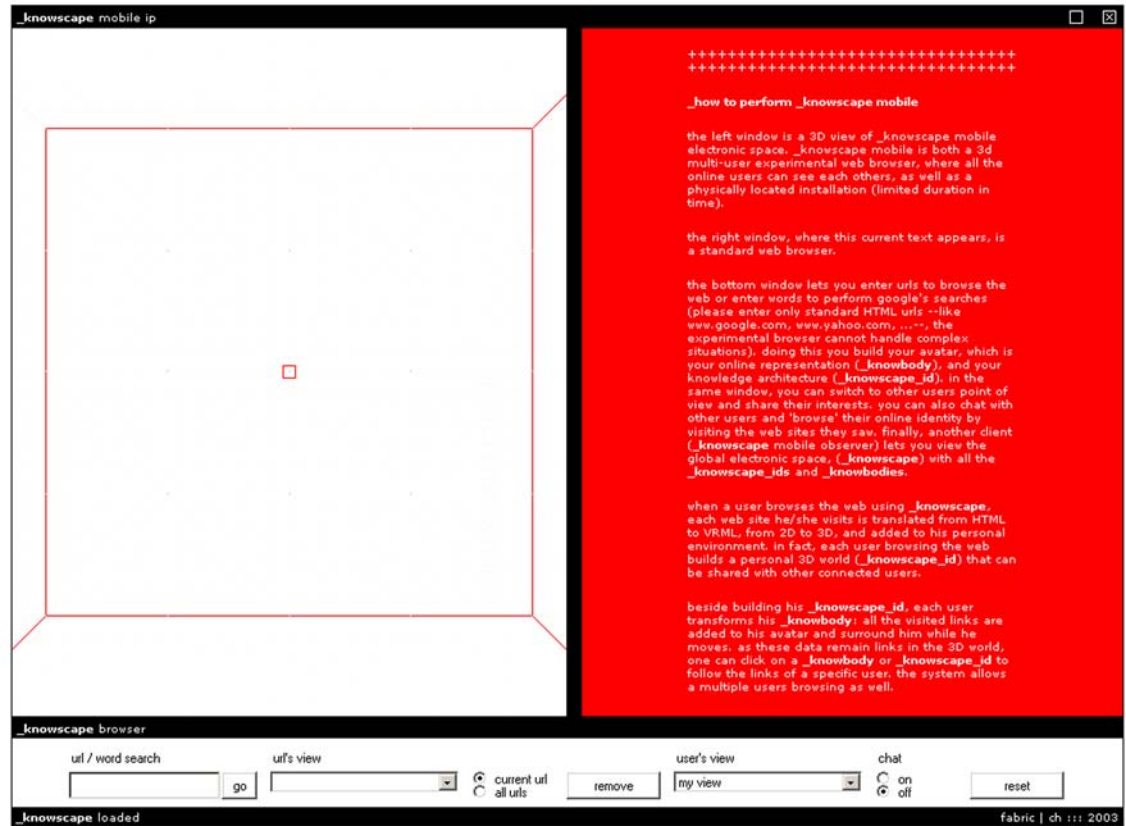 _knowscape mobile ip
+++++++++++++++++++++++++++++++++
+++++++++++++++++++++++++++++++++
_how to perform _knowscape mobile
the left window is a 3D view of _knowscape mobile
electronic space. _knowscape mobile is both a 3d
multi-user experimental web browser, where all the
online users can see each others, as well as a
physically located installation (limited duration in
time).
the right window, where this current text appears, is
a standard web browser.
the bottom window lets you enter urls to browse the
web or enter words to perform google's searches
(please enter only standard HTML urls --like
www.google.com, www.yahoo.com, ...--, the
experimental browser cannot handle complex
situations). doing this you build your avatar, which is
your online representation (_knowbody), and your
knowledge architecture (_knowscape_id). in the
same window, you can switch to other users point of
view and share their interests. you can also chat with
other users and 'browse' their online identity by
visiting the web sites they saw. finally, another client
(_knowscape mobile observer) lets you view the
global electronic space, (_knowscape) with all the
_knowscape_ids and _knowbodies.
when a user browses the web using _knowscape,
each web site he/she visits is translated from HTML
to VRML, from 2D to 3D, and added to his personal
environment. in fact, each user browsing the web
builds a personal 3D world (_knowscape_id) that can
be shared with other connected users.
beside building his _knowscape_id, each user
transforms his _knowbody: all the visited links are
added to his avatar and surround him while he
moves. as these data remain links in the 3D world,
one can click on a _knowbody or _knowscape_id to
follow the links of a specific user. the system allows
a multiple users browsing as well.
_knowscape browser
url / word search
go
url's view
current url
all urls
remove
user's view
my view
chat
on
off
reset
_knowscape loaded
fabric | ch ::: 2003